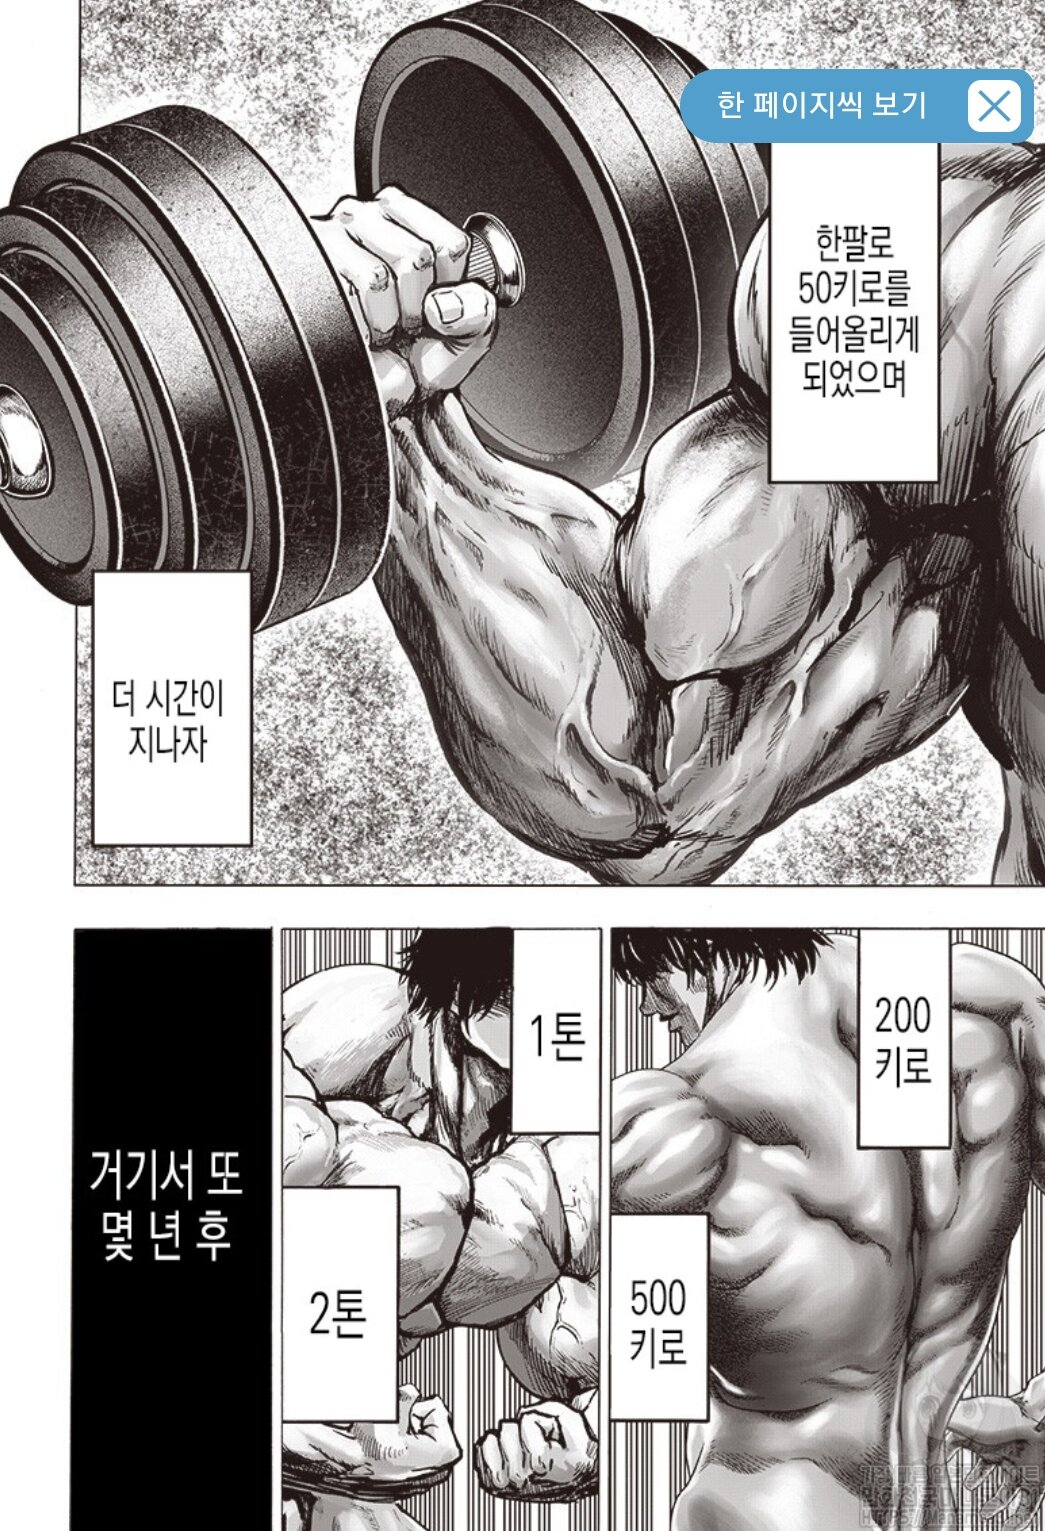 한 페이지씩 보기
한팔로
50키로를
들어올리게
되었으며
더 시간이
지나자
200
키로
500
키로
1톤
2톤
거기서 또
몇 년 후